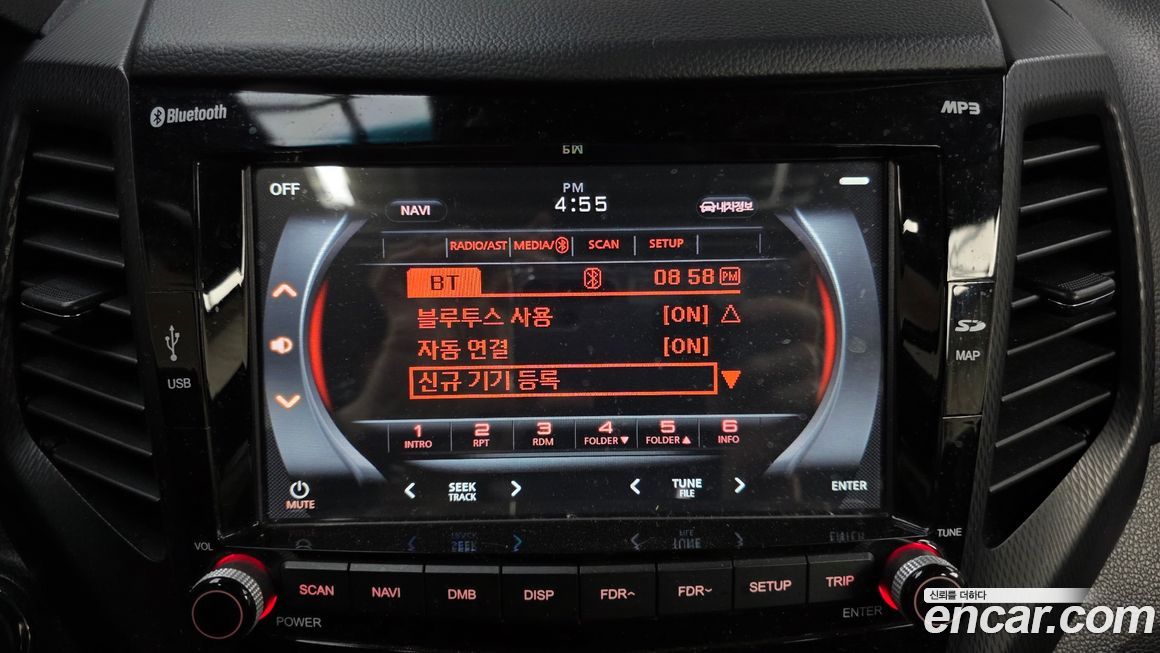 Bluetooth
MP3
OFF
PM
4:55
NAVI
내차정보
RADIO/AST
MEDIA/
SCAN
SETUP
BT
08 58 PM
블루투스 사용 [ON] △
자동 연결 [ON]
신규 기기 등록 ▼
USB
SD
MAP
1 INTRO
2 RPT
3 RDM
4 FOLDER▼
5 FOLDER▲
6 INFO
MUTE
< SEEK TRACK >
< TUNE FILE >
ENTER
VOL
TUNE
SCAN
NAVI
DMB
DISP
FDR
FDR
SETUP
TRIP
POWER
ENTER
신뢰를 더하다
encar.com